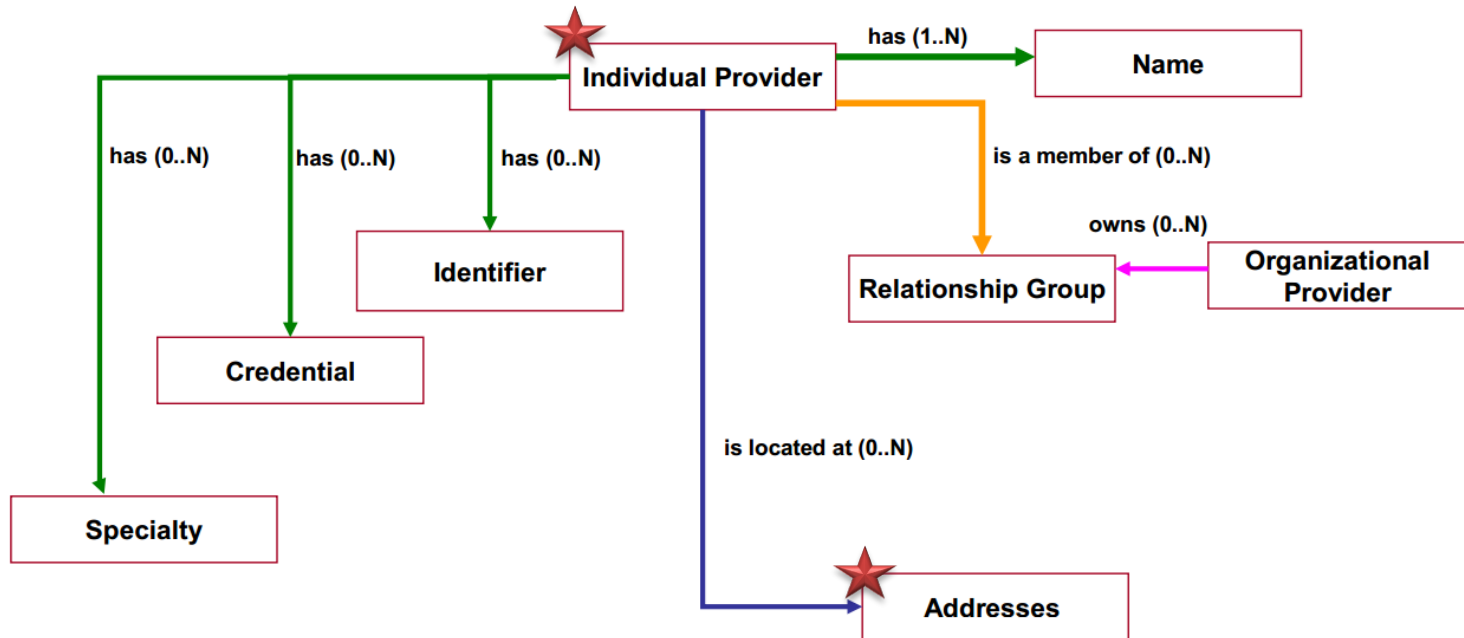 has (1..N)
Individual Provider
Name
has (0..N)
has (0..N)
has (0..N)
is a member of (0..N)
owns (0..N)
Identifier
Relationship Group
Organizational
Provider
Credential
is located at (0..N)
Specialty
Addresses